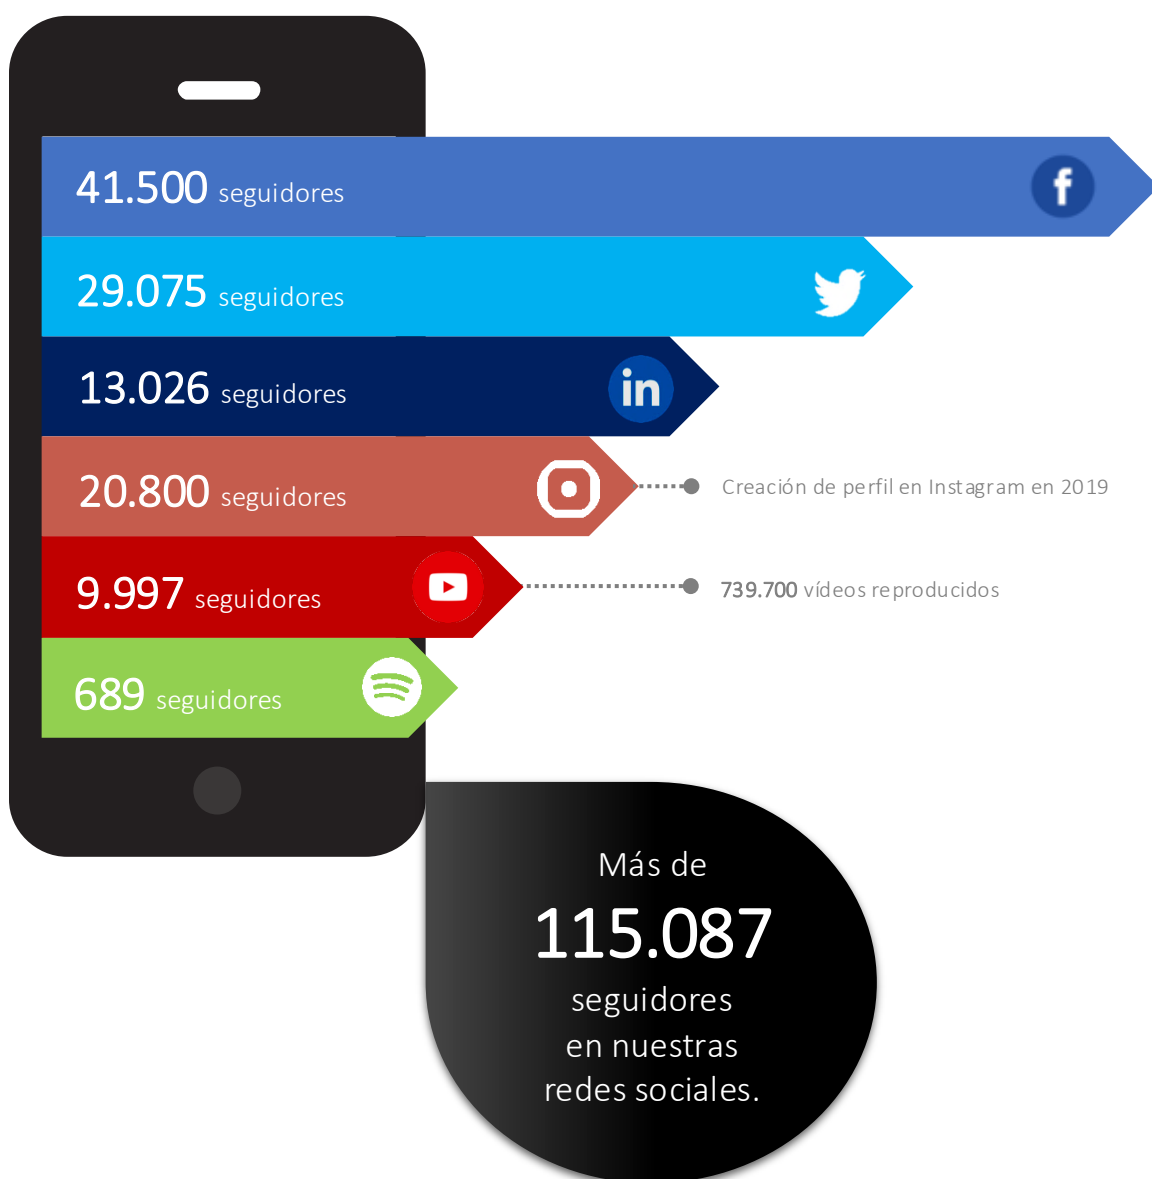 41.500 seguidores
29.075 seguidores
13.026 seguidores
20.800 seguidores
Creación de perfil en Instagram en 2019
9.997 seguidores
739.700 vídeos reproducidos
689 seguidores
Más de
115.087
seguidores
en nuestras
redes sociales.